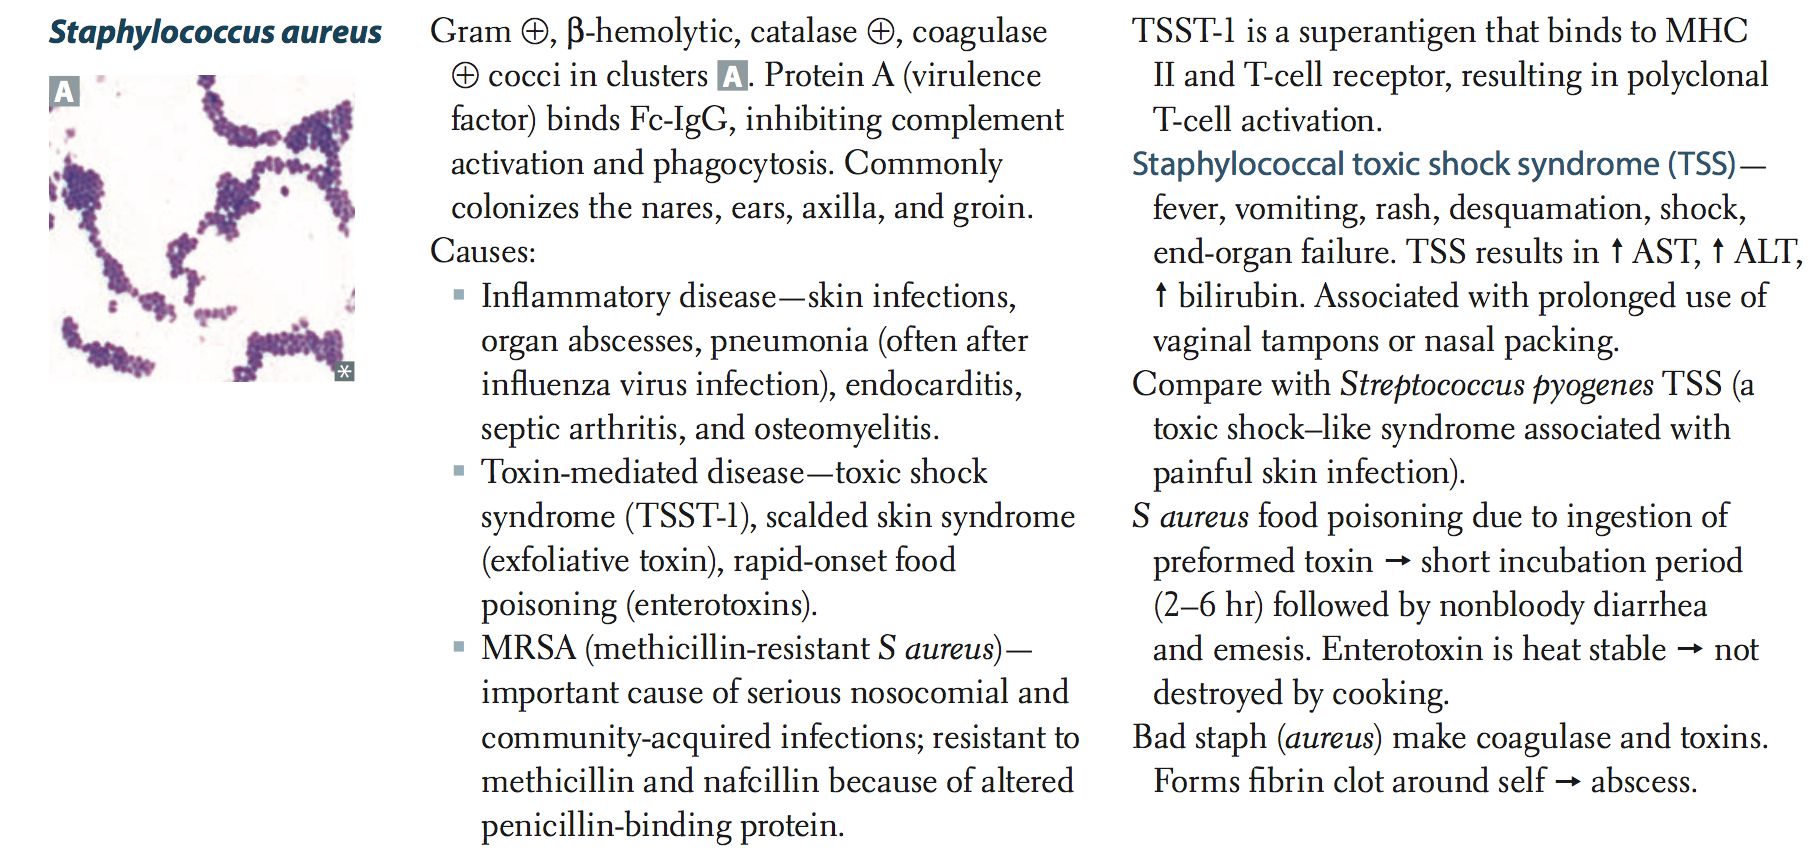 Staphylococcus aureus
A
*
Gram ⊕, β-hemolytic, catalase ⊕, coagulase
⊕ cocci in clusters A. Protein A (virulence
factor) binds Fc-IgG, inhibiting complement
activation and phagocytosis. Commonly
colonizes the nares, ears, axilla, and groin.
Causes:
▪ Inflammatory disease—skin infections,
organ abscesses, pneumonia (often after
influenza virus infection), endocarditis,
septic arthritis, and osteomyelitis.
▪ Toxin-mediated disease—toxic shock
syndrome (TSST-1), scalded skin syndrome
(exfoliative toxin), rapid-onset food
poisoning (enterotoxins).
▪ MRSA (methicillin-resistant S aureus)—
important cause of serious nosocomial and
community-acquired infections; resistant to
methicillin and nafcillin because of altered
penicillin-binding protein.
TSST-1 is a superantigen that binds to MHC
II and T-cell receptor, resulting in polyclonal
T-cell activation.
Staphylococcal toxic shock syndrome (TSS)—
fever, vomiting, rash, desquamation, shock,
end-organ failure. TSS results in ↑ AST, ↑ ALT,
↑ bilirubin. Associated with prolonged use of
vaginal tampons or nasal packing.
Compare with Streptococcus pyogenes TSS (a
toxic shock–like syndrome associated with
painful skin infection).
S aureus food poisoning due to ingestion of
preformed toxin → short incubation period
(2–6 hr) followed by nonbloody diarrhea
and emesis. Enterotoxin is heat stable → not
destroyed by cooking.
Bad staph (aureus) make coagulase and toxins.
Forms fibrin clot around self → abscess.